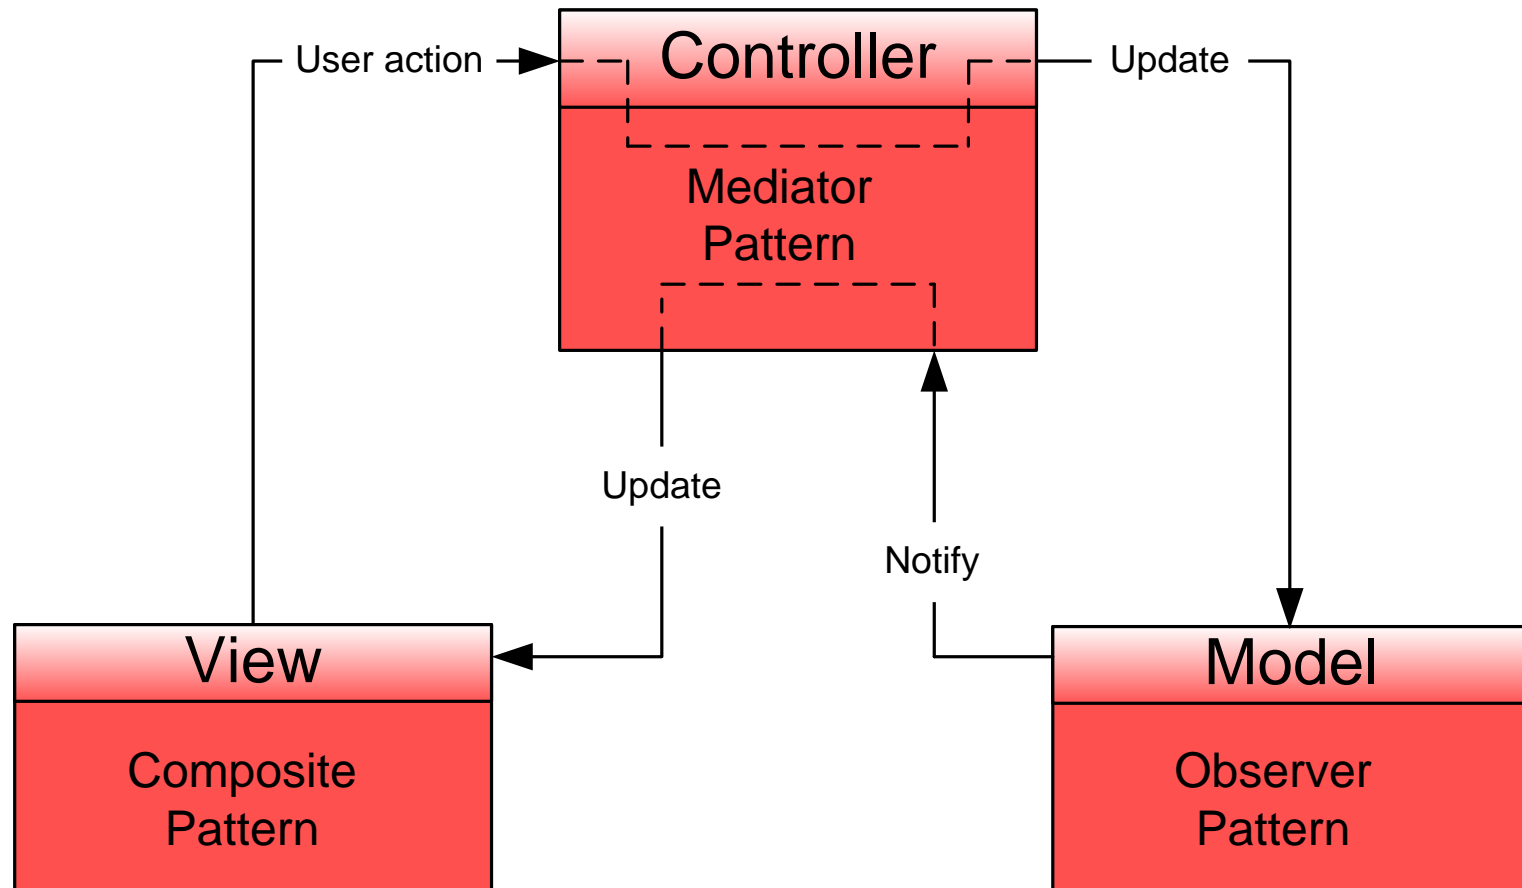 User action
Controller
Update
Mediator
Pattern
Update
Notify
View
Model
Composite
Pattern
Observer
Pattern